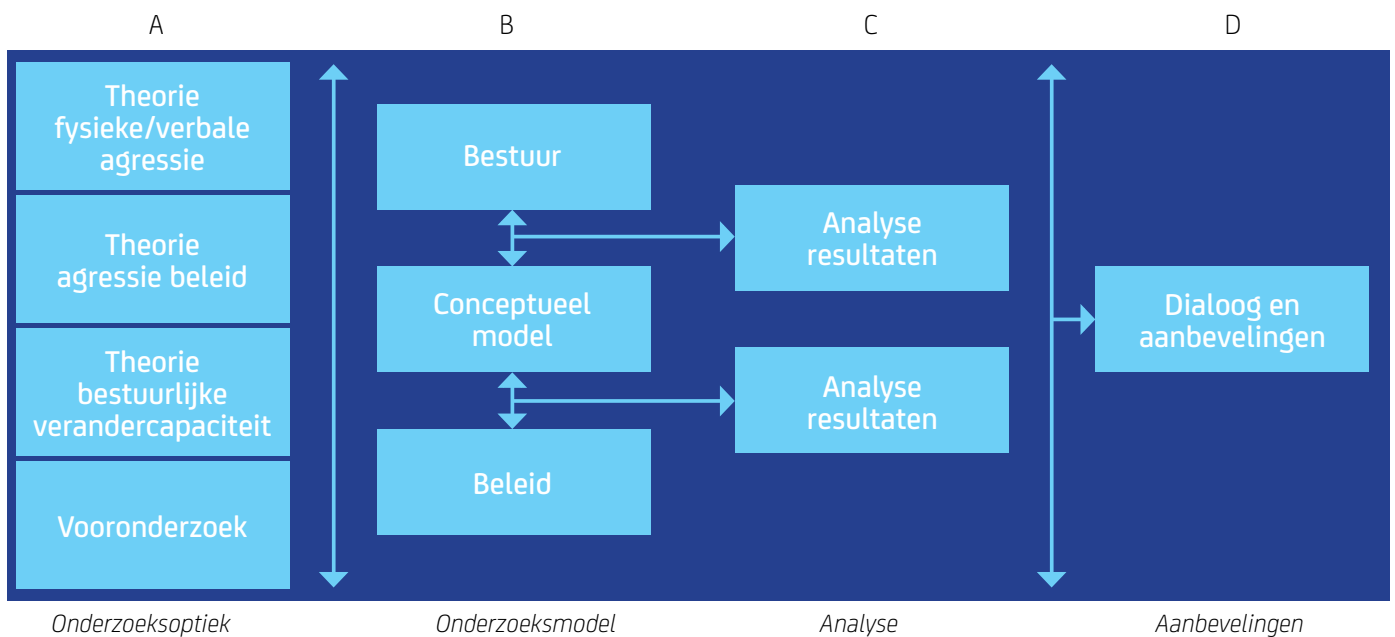 A
B
C
D
Theorie
fysieke/verbale
agressie
Theorie
agressie beleid
Theorie
bestuurlijke
verandercapaciteit
Vooronderzoek
Bestuur
Conceptueel
model
Beleid
Analyse
resultaten
Analyse
resultaten
Dialoog en
aanbevelingen
Onderzoeksoptiek
Onderzoeksmodel
Analyse
Aanbevelingen